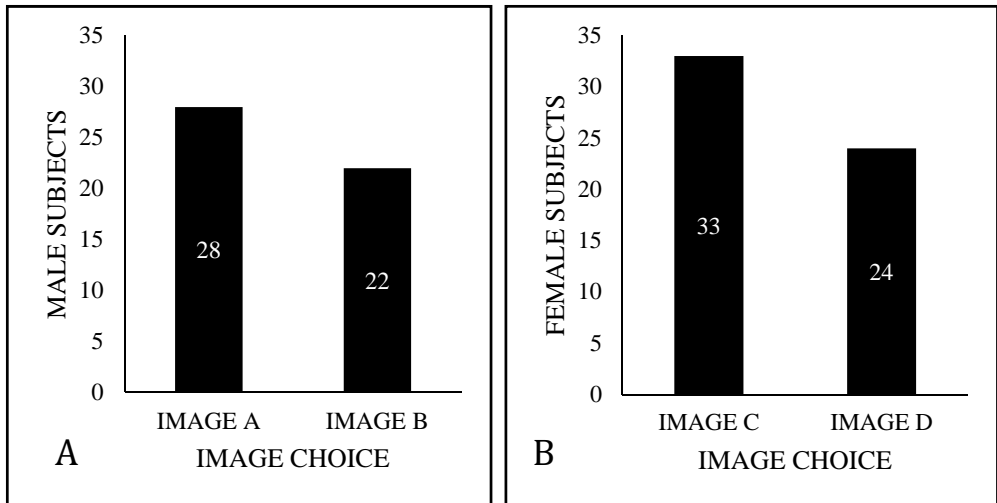 35
30
25
20
15
10
5
0
MALE SUBJECTS
28
22
IMAGE A IMAGE B
IMAGE CHOICE
A
35
30
25
20
15
10
5
0
FEMALE SUBJECTS
33
24
IMAGE C IMAGE D
IMAGE CHOICE
B